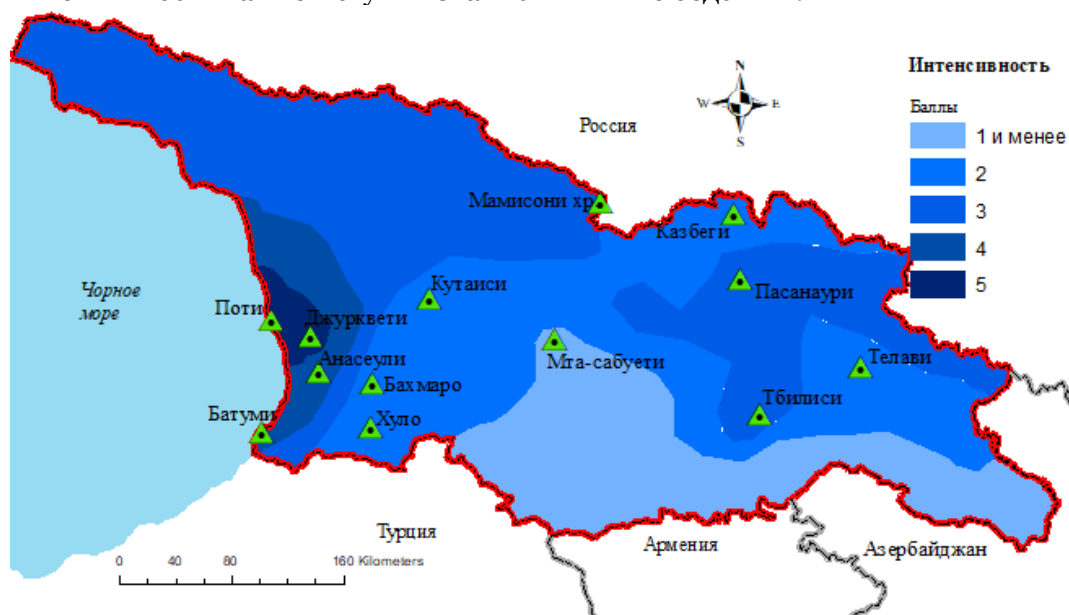 N
W E
S
Интенсивность
Баллы
1 и менее
2
3
4
5
Россия
Мамисони хр
Казбеги
Пасанаури
Чорное
море
Поти
Кутаиси
Джурквети
Анасеули
Мта-сабуети
Телави
Бахмаро
Батуми
Хуло
Тбилиси
Турция
Армения
Азербайджан
0 40 80 160 Kilometers